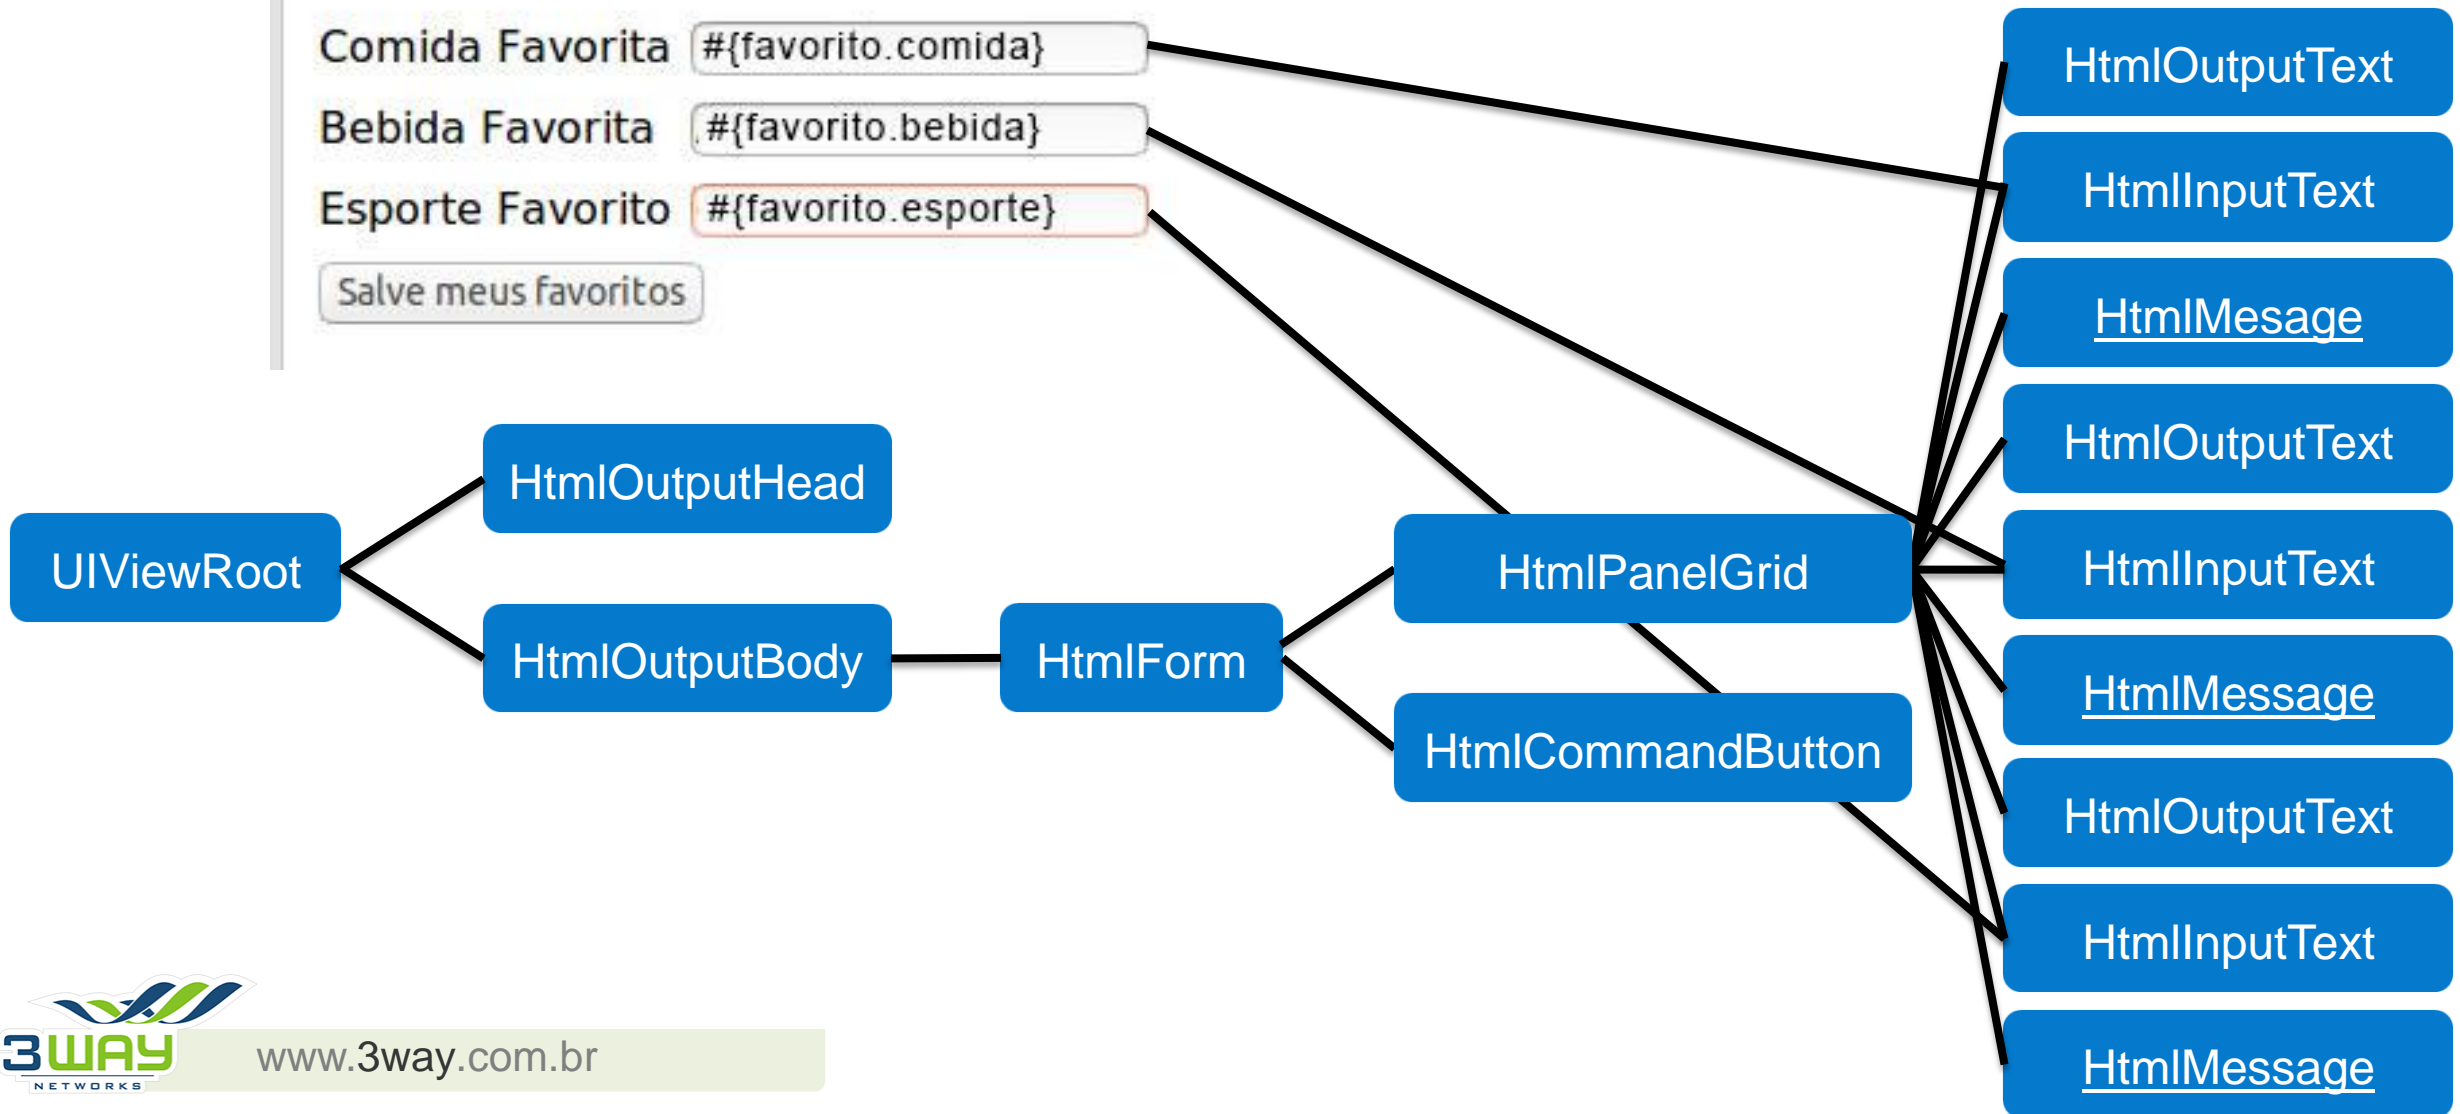 Comida Favorita #{favorito.comida}
Bebida Favorita #{favorito.bebida}
Esporte Favorito #{favorito.esporte}
Salve meus favoritos
UIViewRoot
HtmlOutputHead
HtmlOutputBody
HtmlForm
HtmlPanelGrid
HtmlCommandButton
HtmlOutputText
HtmlInputText
HtmlMesage
HtmlOutputText
HtmlInputText
HtmlMessage
HtmlOutputText
HtmlInputText
HtmlMessage
3WAY
NETWORKS
www.3way.com.br